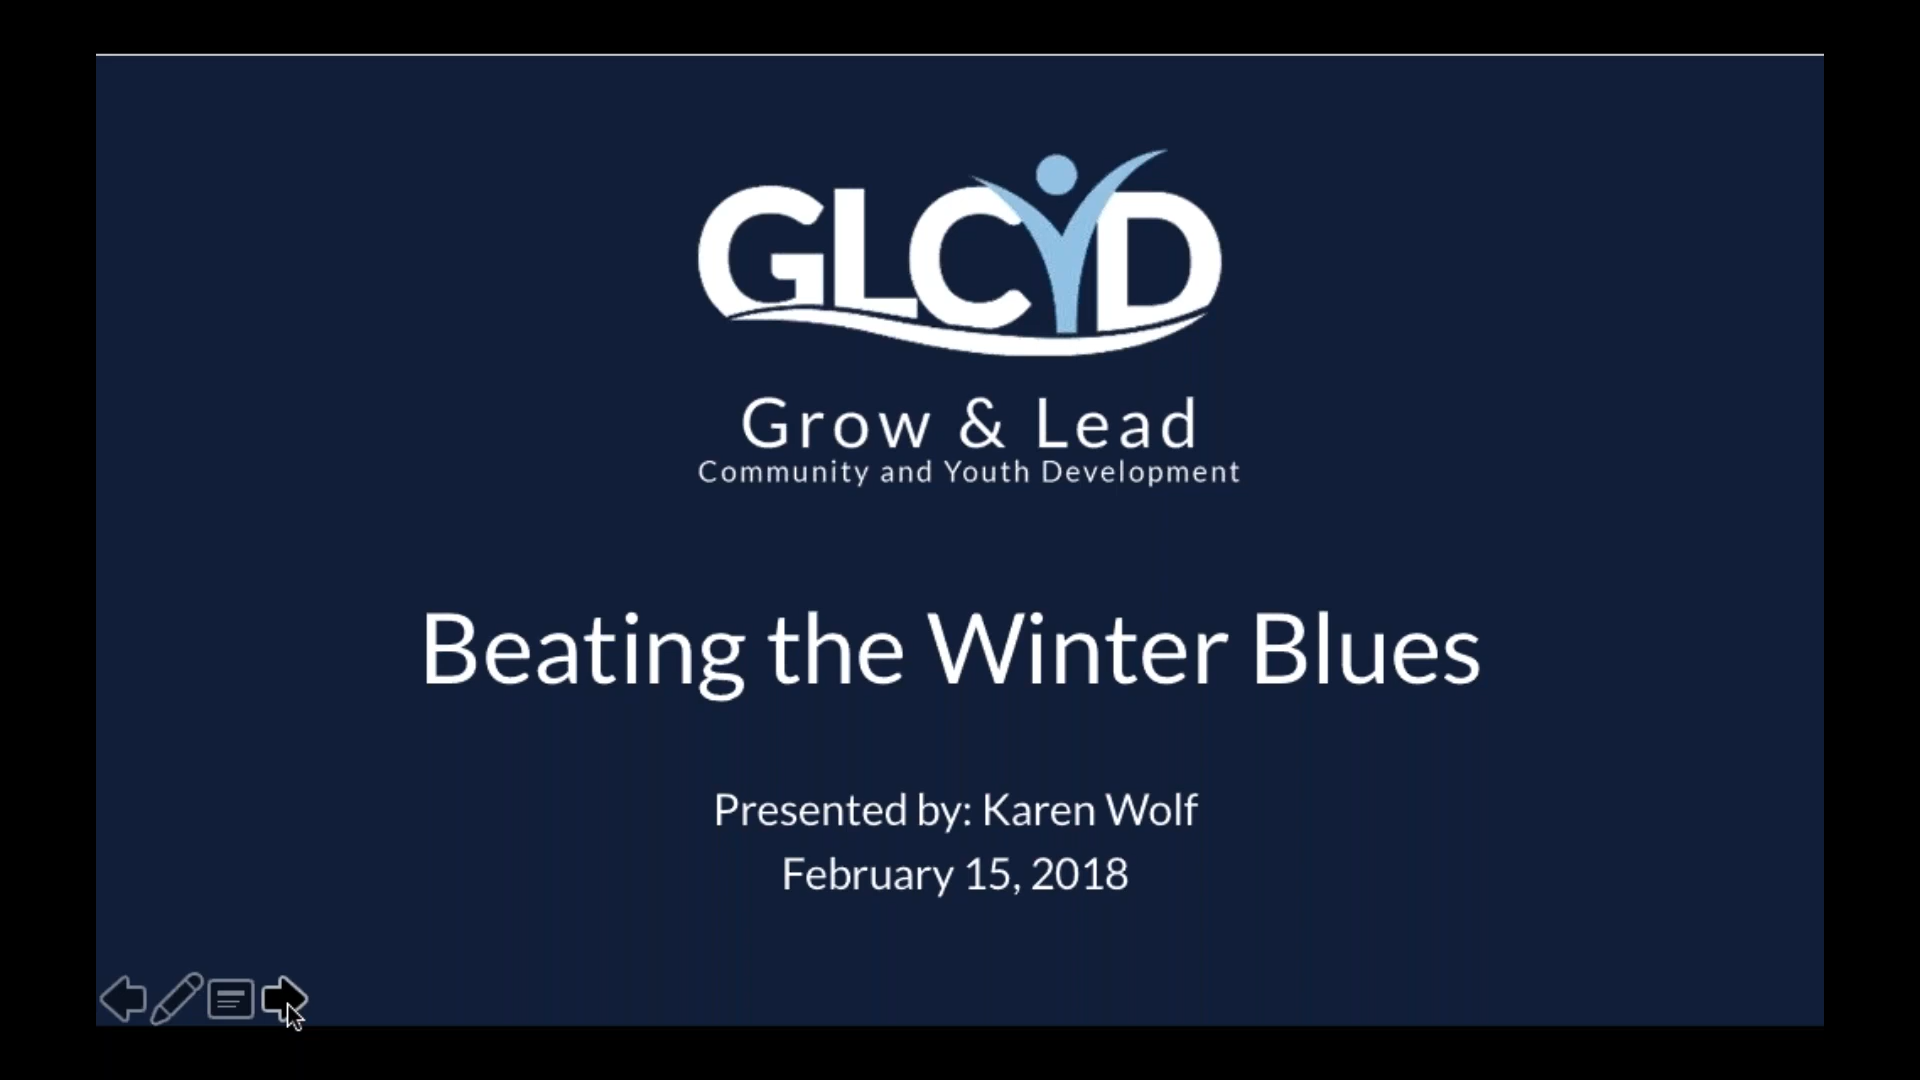 GLCYD
Grow & Lead
Community and Youth Development
Beating the Winter Blues
Presented by: Karen Wolf
February 15, 2018